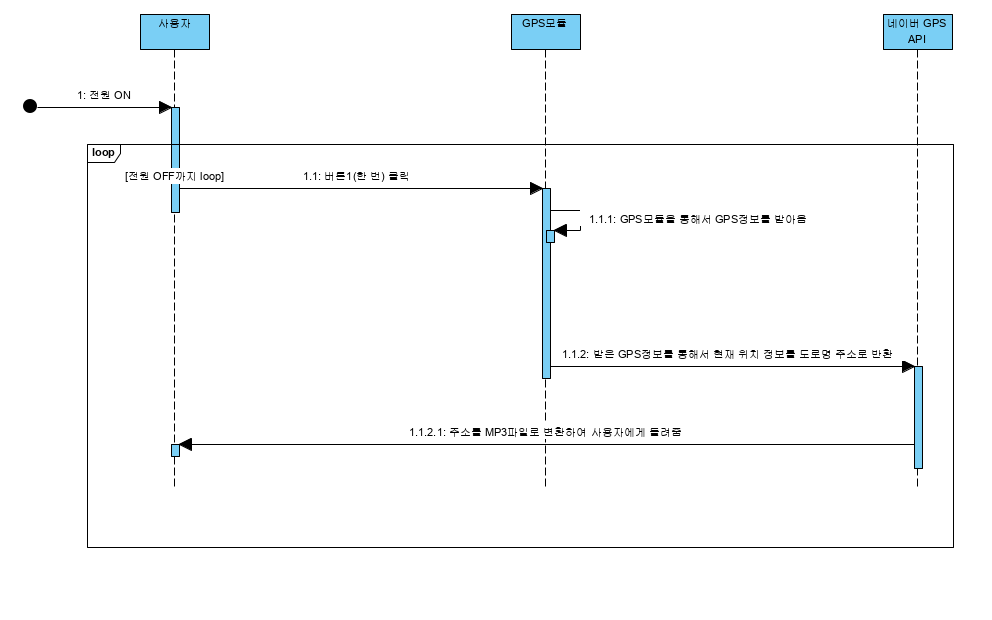 사용자
GPS모듈
네이버 GPS
API
1: 전원 ON
loop
[전원 OFF까지 loop]
1.1: 버튼1(한 번) 클릭
1.1.1: GPS모듈을 통해서 GPS정보를 받아옴
1.1.2: 받은 GPS정보를 통해서 현재 위치 정보를 도로명 주소로 반환
1.1.2.1: 주소를 MP3파일로 변환하여 사용자에게 들려줌